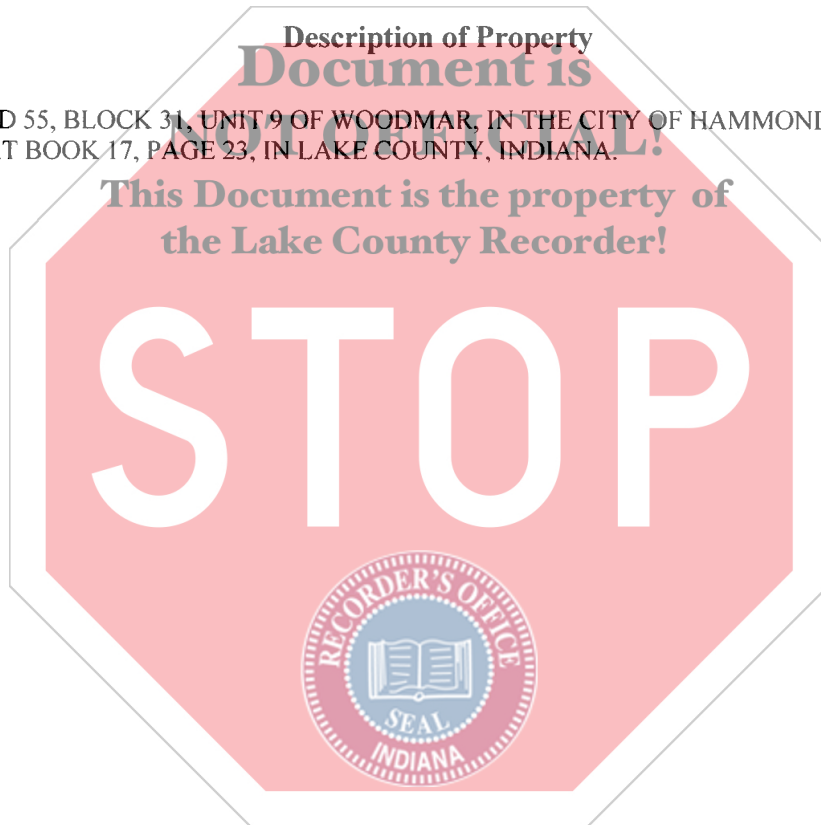 Description of Property
Document is
D 55, BLOCK 31, UNIT 9 OF WOODMAR, IN THE CITY OF HAMMOND
NOT OFFICIAL!
T BOOK 17, PAGE 23, IN LAKE COUNTY, INDIANA.
This Document is the property of
the Lake County Recorder!
STOP
RECORDER'S OFFICE
SEAL
INDIANA